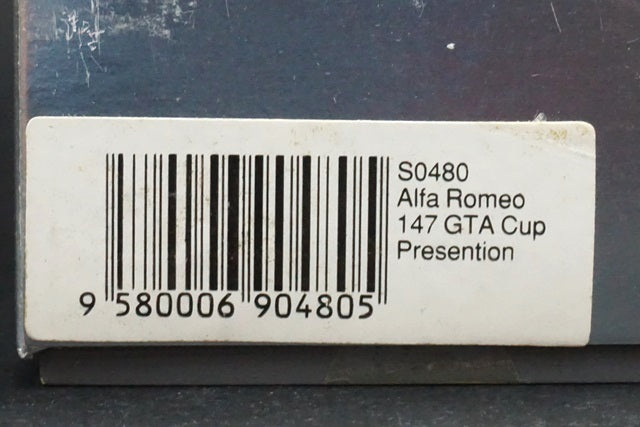 S0480
Alfa Romeo
147 GTA Cup
Presention
9 580006 904805